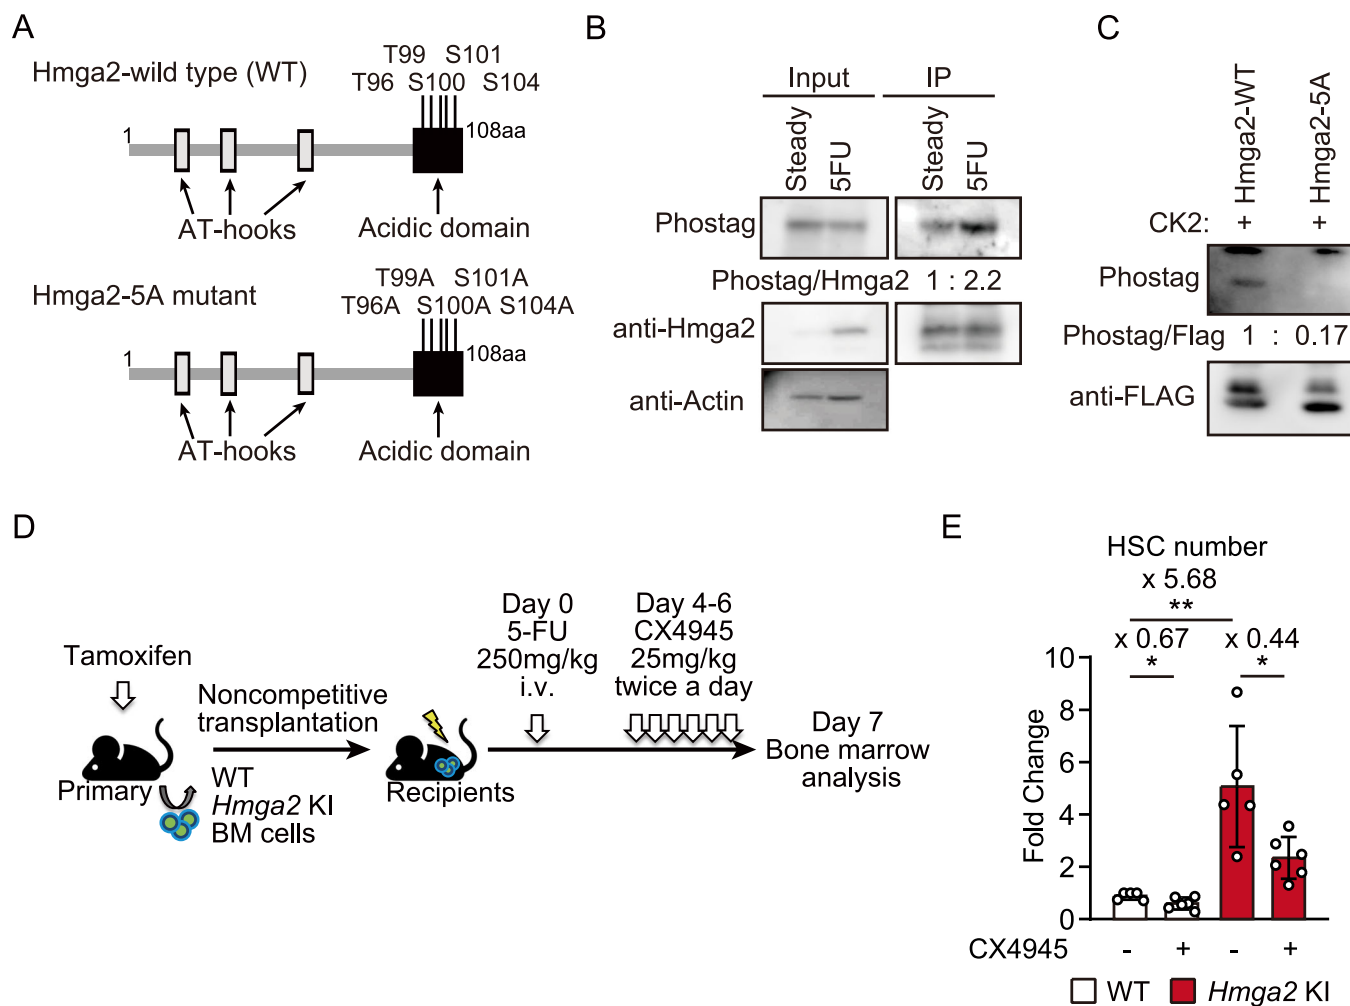 A
Hmga2-wild type (WT)
T99 S101
T96 S100 S104
1
108aa
AT-hooks
Acidic domain
Hmga2-5A mutant
T99A S101A
T96A S100A S104A
1
108aa
AT-hooks
Acidic domain
B
Input IP
Steady
5FU
Steady
5FU
Phostag
Phostag/Hmga2 1 : 2.2
anti-Hmga2
anti-Actin
C
Hmga2-WT
Hmga2-5A
CK2: + +
Phostag
Phostag/Flag 1 : 0.17
anti-FLAG
D
Tamoxifen
Primary
Noncompetitive
transplantation
WT
Hmga2 KI
BM cells
Recipients
Day 0
5-FU
250mg/kg
i.v.
Day 4-6
CX4945
25mg/kg
twice a day
Day 7
Bone marrow
analysis
E
HSC number
x 5.68
**
x 0.67 x 0.44
* *
Fold Change
10
8
6
4
2
0
CX4945 - + - +
WT Hmga2 KI